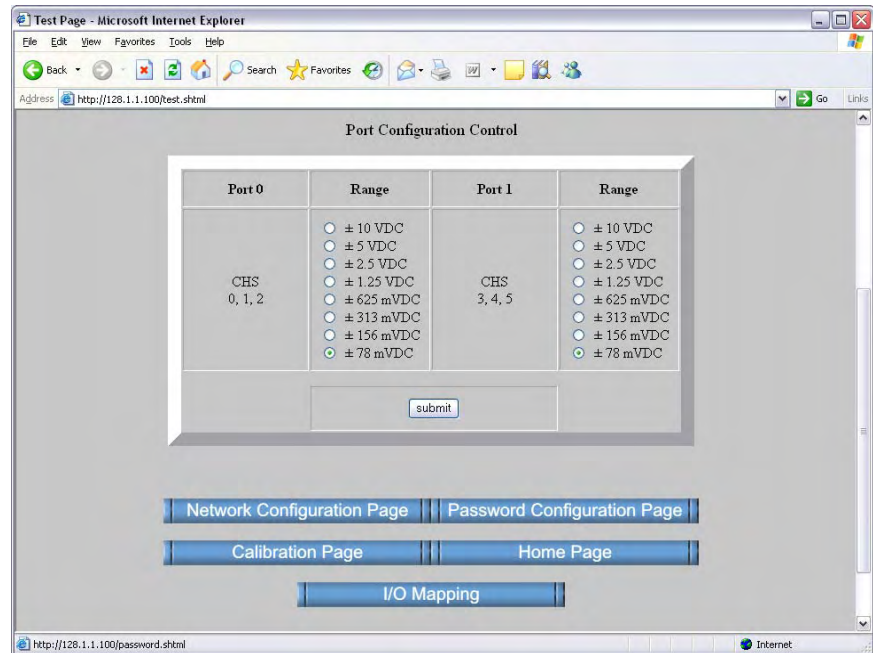 Test Page - Microsoft Internet Explorer
File Edit View Favorites Tools Help
Back Search Favorites
Address http://128.1.1.100/test.shtml Go Links
Port Configuration Control
Port 0 Range Port 1 Range
CHS
0, 1, 2
± 10 VDC
± 5 VDC
± 2.5 VDC
± 1.25 VDC
± 625 mVDC
± 313 mVDC
± 156 mVDC
± 78 mVDC
CHS
3, 4, 5
± 10 VDC
± 5 VDC
± 2.5 VDC
± 1.25 VDC
± 625 mVDC
± 313 mVDC
± 156 mVDC
± 78 mVDC
submit
Network Configuration Page Password Configuration Page
Calibration Page Home Page
I/O Mapping
http://128.1.1.100/password.shtml Internet